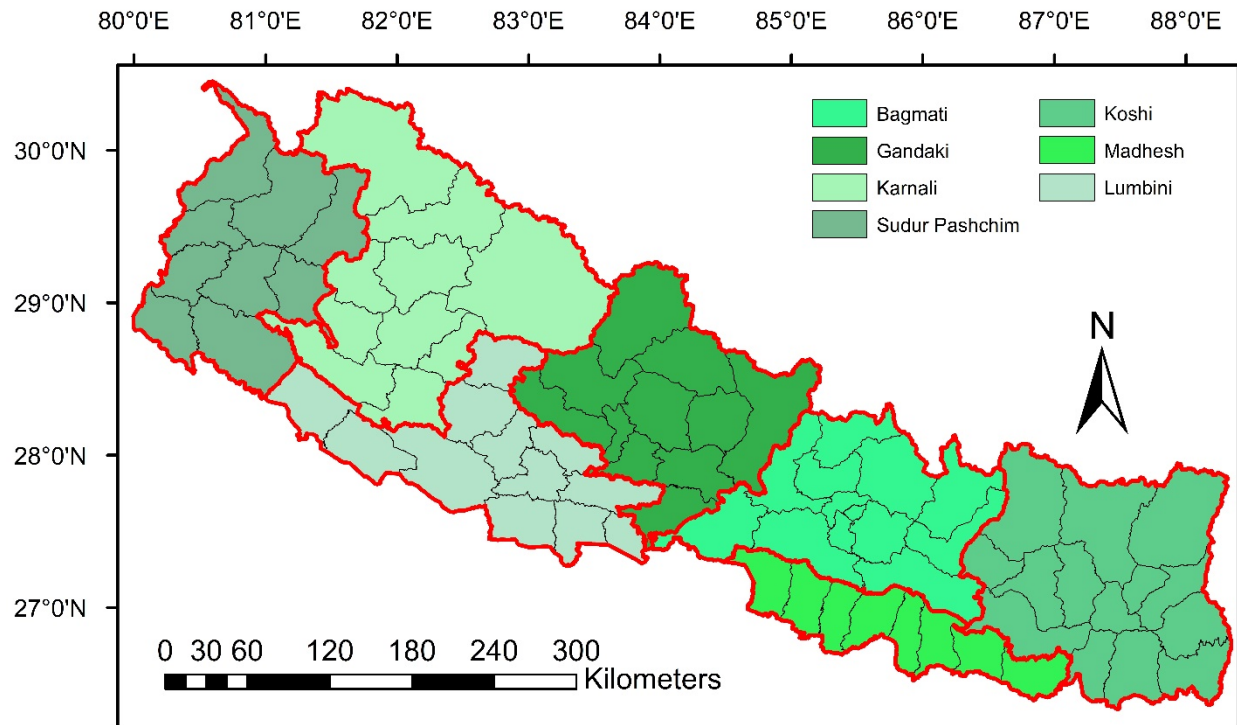 80°0'E 81°0'E 82°0'E 83°0'E 84°0'E 85°0'E 86°0'E 87°0'E 88°0'E
30°0'N
29°0'N
28°0'N
27°0'N
Bagmati
Gandaki
Karnali
Sudur Pashchim
Koshi
Madhesh
Lumbini
N
0 30 60 120 180 240 300
Kilometers